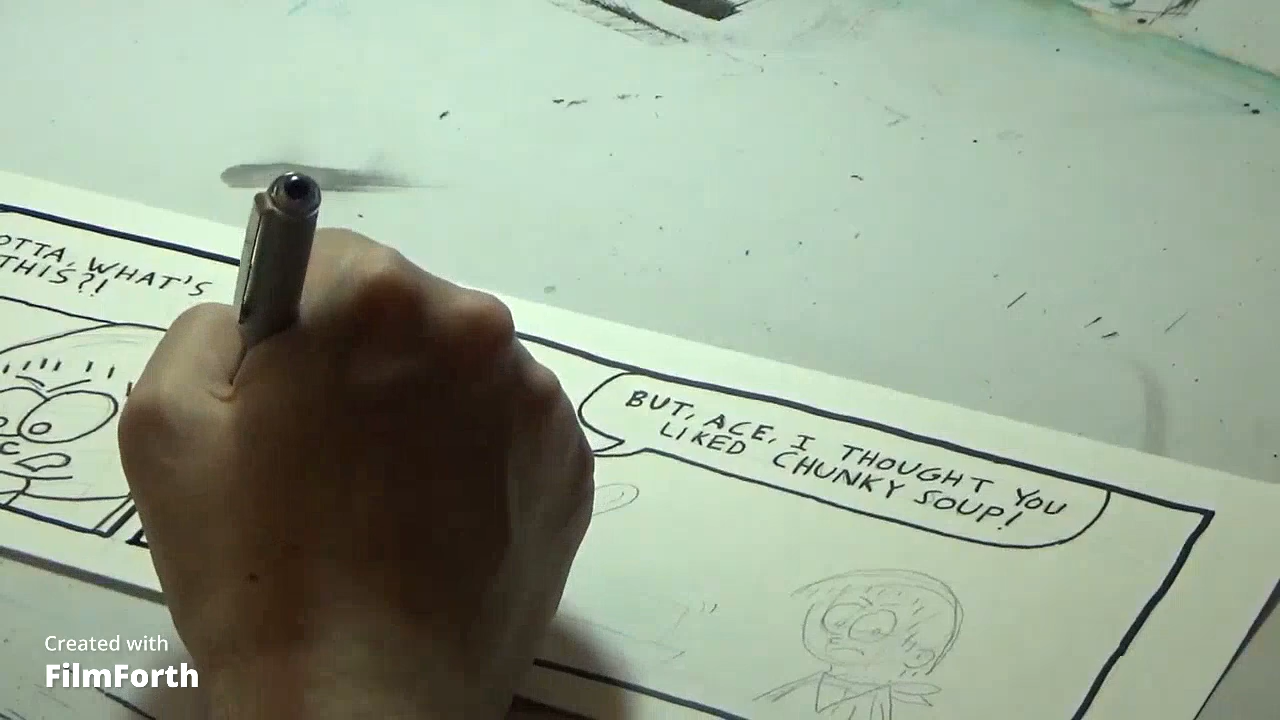 OTTA, WHAT'S
THIS?!
BUT, ACE, I THOUGHT YOU
LIKED CHUNKY SOUP!
Created with
FilmForth